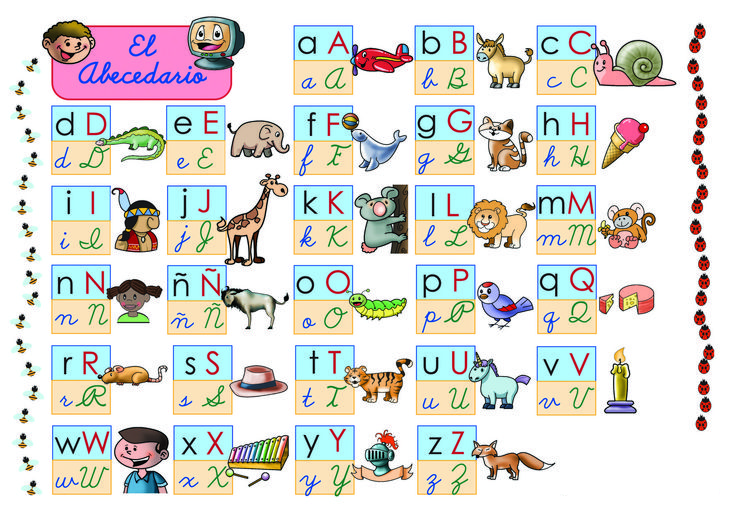 El
Abecedario
a A b B c C
a A b B c C
d D e E f F g G h H
d D e E f F g G h H
i I j J k K l L m M
i I j J k K l L m M
n N ñ Ñ o O p P q Q
n N ñ Ñ o O p P q Q
r R s S t T u U v V
r R s S t T u U v V
w W x X y Y z Z
w W x X y Y z Z